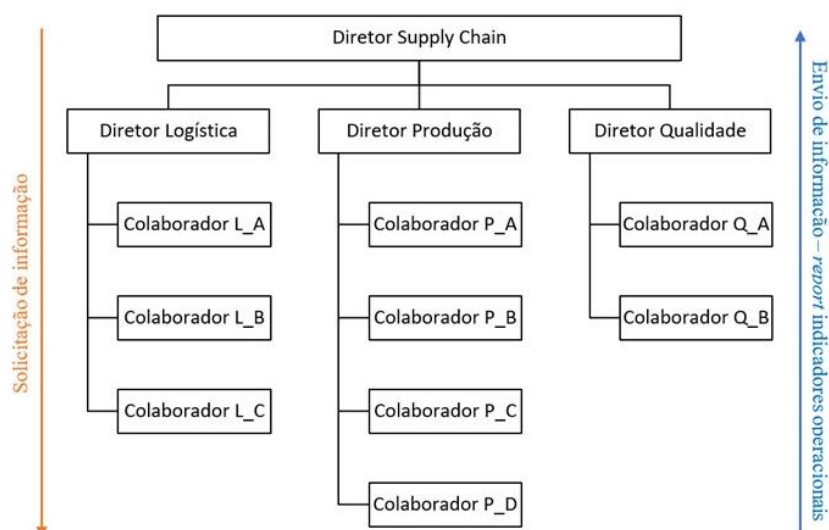 Diretor Supply Chain
Diretor Logística
Diretor Produção
Diretor Qualidade
Colaborador L_A
Colaborador P_A
Colaborador Q_A
Colaborador L_B
Colaborador P_B
Colaborador Q_B
Colaborador L_C
Colaborador P_C
Colaborador P_D
Solicitação de informação
Envio de informação – report indicadores operacionais